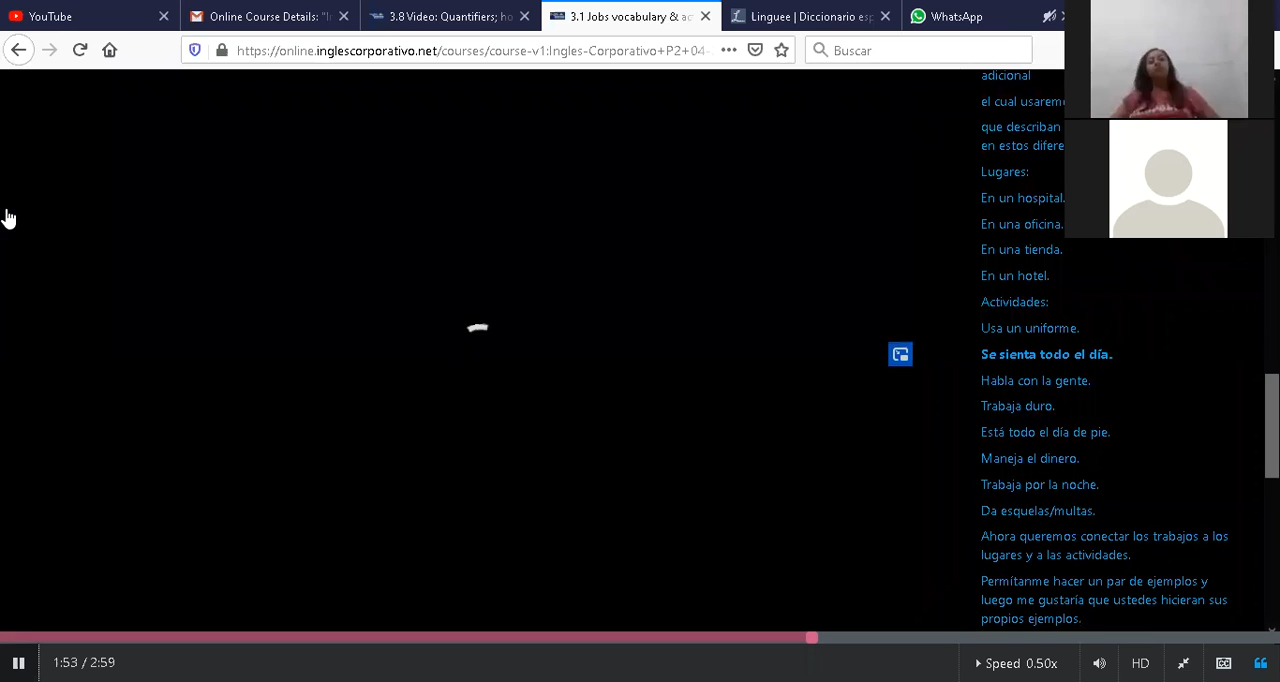 YouTube
Online Course Details: "I
3.8 Video: Quantifiers; ho
3.1 Jobs vocabulary & ac
Linguee | Diccionario esp
WhatsApp
https://online.inglescorporativo.net/courses/course-v1:Ingles-Corporativo+P2+04
Buscar
adicional
el cual usaremo
que describan
en estos difere
Lugares:
En un hospital.
En una oficina.
En una tienda.
En un hotel.
Actividades:
Usa un uniforme.
Se sienta todo el día.
Habla con la gente.
Trabaja duro.
Está todo el día de pie.
Maneja el dinero.
Trabaja por la noche.
Da esquelas/multas.
Ahora queremos conectar los trabajos a los
lugares y a las actividades.
Permítanme hacer un par de ejemplos y
luego me gustaría que ustedes hicieran sus
propios ejemplos.
1:53 / 2:59
Speed 0.50x
HD
CC